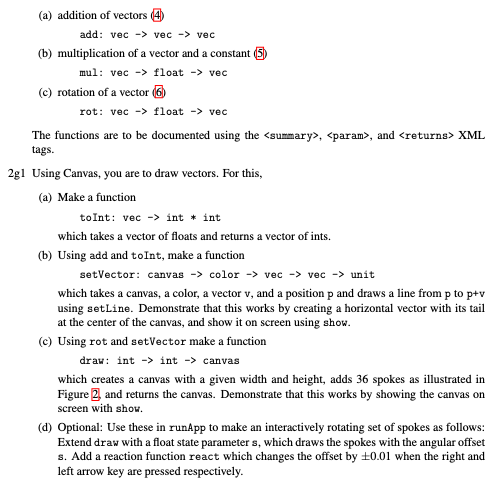 (a) addition of vectors (4)
add: vec -> vec -> vec
(b) multiplication of a vector and a constant (5)
mul: vec -> float -> vec
(c) rotation of a vector (6)
rot: vec -> float -> vec
The functions are to be documented using the <summary>, <param>, and <returns> XML
tags.
2g1 Using Canvas, you are to draw vectors. For this,
(a) Make a function
toInt: vec -> int * int
which takes a vector of floats and returns a vector of ints.
(b) Using add and toInt, make a function
setVector: canvas -> color -> vec -> vec -> unit
which takes a canvas, a color, a vector v, and a position p and draws a line from p to p+v
using setLine. Demonstrate that this works by creating a horizontal vector with its tail
at the center of the canvas, and show it on screen using show.
(c) Using rot and setVector make a function
draw: int -> int -> canvas
which creates a canvas with a given width and height, adds 36 spokes as illustrated in
Figure 2, and returns the canvas. Demonstrate that this works by showing the canvas on
screen with show.
(d) Optional: Use these in runApp to make an interactively rotating set of spokes as follows:
Extend draw with a float state parameter s, which draws the spokes with the angular offset
s. Add a reaction function react which changes the offset by ±0.01 when the right and
left arrow key are pressed respectively.